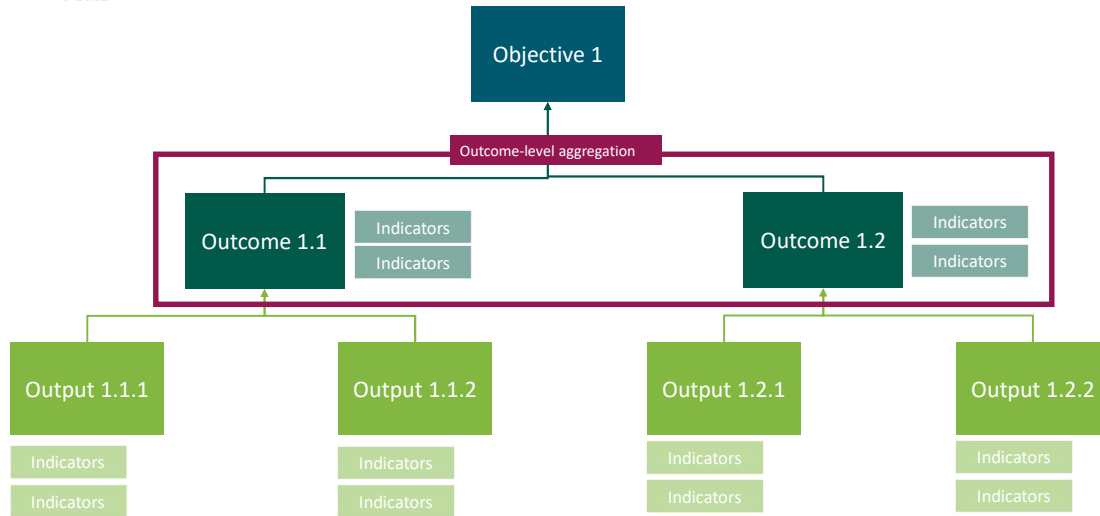 Objective 1
Outcome-level aggregation
Outcome 1.1
Indicators
Indicators
Outcome 1.2
Indicators
Indicators
Output 1.1.1
Output 1.1.2
Output 1.2.1
Output 1.2.2
Indicators
Indicators
Indicators
Indicators
Indicators
Indicators
Indicators
Indicators